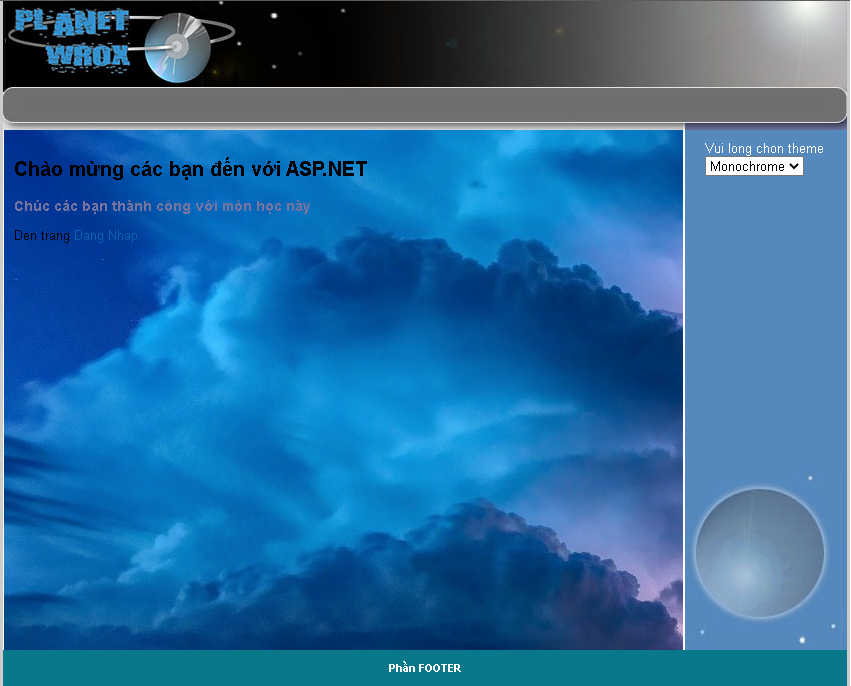 PLANET
WROX
Chào mừng các bạn đến với ASP.NET
Chúc các bạn thành công với môn học này
Den trang Dang Nhap
Vui long chon theme
Monochrome
Phần FOOTER